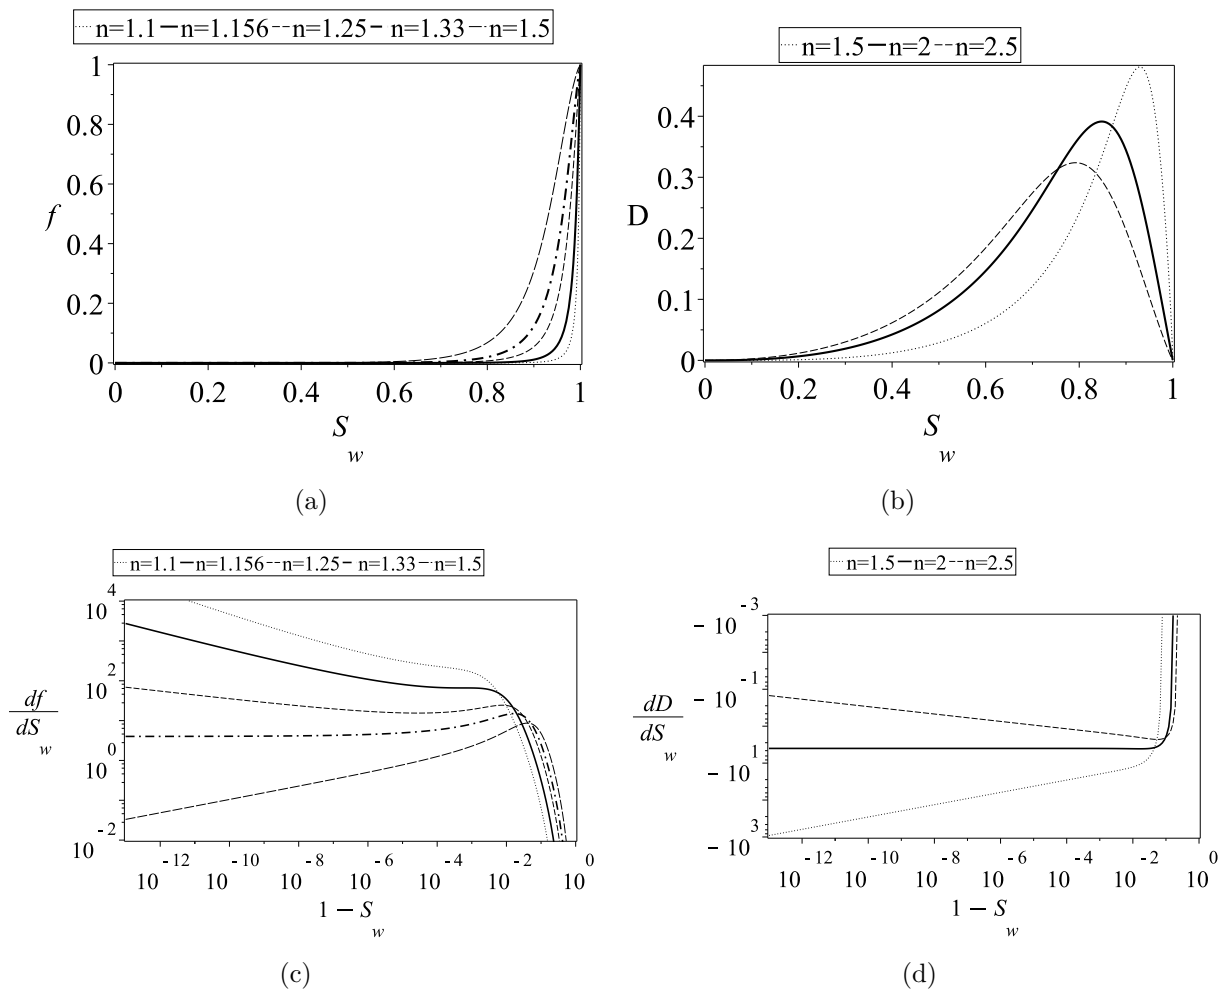 n=1.1 n=1.156 n=1.25 n=1.33 n=1.5
1
0.8
0.6
f
0.4
0.2
0
0 0.2 0.4 0.6 0.8 1
S
w
(a)
n=1.5 n=2 n=2.5
0.4
0.3
D
0.2
0.1
0
0 0.2 0.4 0.6 0.8 1
S
w
(b)
n=1.1 n=1.156 n=1.25 n=1.33 n=1.5
10^4
10^2
df
dS_w
10^0
10^-2
10^-12 10^-10 10^-8 10^-6 10^-4 10^-2 10^0
1 − S
w
(c)
n=1.5 n=2 n=2.5
− 10^-3
− 10^-1
dD
dS_w
− 10^1
− 10^3
10^-12 10^-10 10^-8 10^-6 10^-4 10^-2 10^0
1 − S
w
(d)